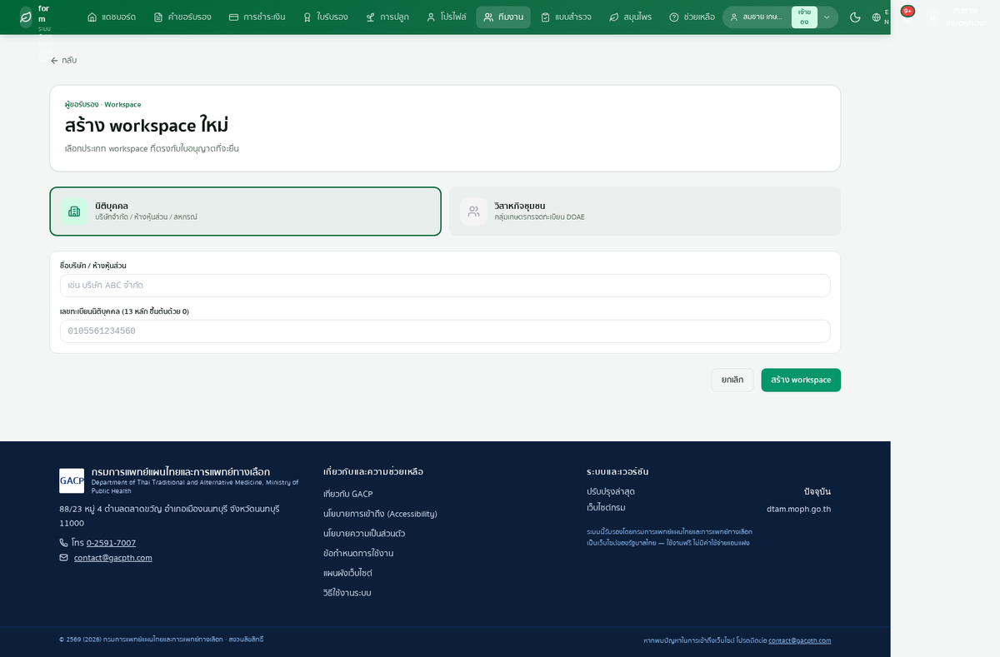 for
m
ระบบ
แดชบอร์ด
คำขอรับรอง
การชำระเงิน
ใบรับรอง
การปลูก
โปรไฟล์
ทีมงาน
แบบสำรวจ
สมุนไพร
ช่วยเหลือ
สมชาย เกษ...
เจ้าข
อง
E
N
9+
กลับ
ผู้ขอรับรอง · Workspace
สร้าง workspace ใหม่
เลือกประเภท workspace ที่ตรงกับใบอนุญาตที่จะยื่น
นิติบุคคล
บริษัทจำกัด / ห้างหุ้นส่วน / สหกรณ์
วิสาหกิจชุมชน
กลุ่มเกษตรกรจดทะเบียน DOAE
ชื่อบริษัท / ห้างหุ้นส่วน
เช่น บริษัท ABC จำกัด
เลขทะเบียนนิติบุคคล (13 หลัก ขึ้นต้นด้วย 0)
0105561234560
ยกเลิก
สร้าง workspace
GACP
กรมการแพทย์แผนไทยและการแพทย์ทางเลือก
Department of Thai Traditional and Alternative Medicine, Ministry of
Public Health
88/23 หมู่ 4 ตำบลตลาดขวัญ อำเภอเมืองนนทบุรี จังหวัดนนทบุรี
11000
โทร 0-2591-7007
contact@gacpth.com
เกี่ยวกับและความช่วยเหลือ
เกี่ยวกับ GACP
นโยบายการเข้าถึง (Accessibility)
นโยบายความเป็นส่วนตัว
ข้อกำหนดการใช้งาน
แผนผังเว็บไซต์
วิธีใช้งานระบบ
ระบบและเวอร์ชัน
ปรับปรุงล่าสุด ปัจจุบัน
เว็บไซต์กรม dtam.moph.go.th
ระบบนี้รับรองโดยกรมการแพทย์แผนไทยและการแพทย์ทางเลือก
เป็นเว็บไซต์ของรัฐบาลไทย — ใช้งานฟรี ไม่มีค่าใช้จ่ายแอบแฝง
© 2569 (2026) กรมการแพทย์แผนไทยและการแพทย์ทางเลือก · สงวนลิขสิทธิ์
หากพบปัญหาในการเข้าถึงเว็บไซต์ โปรดติดต่อ contact@gacpth.com